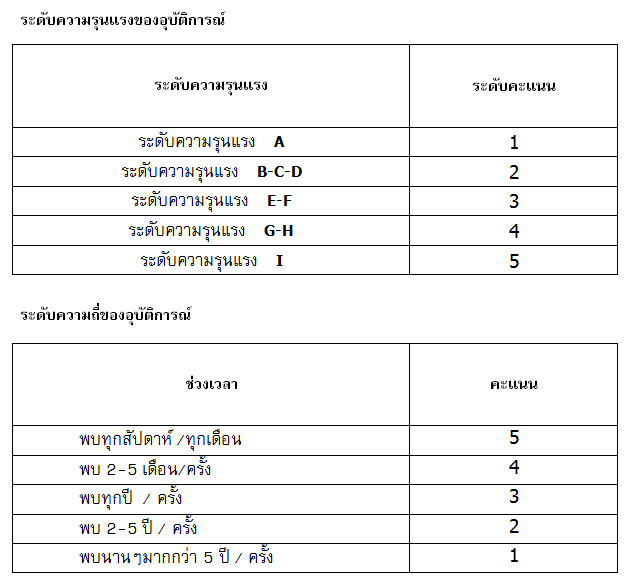 ระดับความรุนแรงของอุบัติการณ์
ระดับความรุนแรง ระดับคะแนน
ระดับความรุนแรง A 1
ระดับความรุนแรง B-C-D 2
ระดับความรุนแรง E-F 3
ระดับความรุนแรง G-H 4
ระดับความรุนแรง I 5
ระดับความถี่ของอุบัติการณ์
ช่วงเวลา คะแนน
พบทุกสัปดาห์ /ทุกเดือน 5
พบ 2-5 เดือน/ครั้ง 4
พบทุกปี / ครั้ง 3
พบ 2-5 ปี / ครั้ง 2
พบนานๆมากกว่า 5 ปี / ครั้ง 1